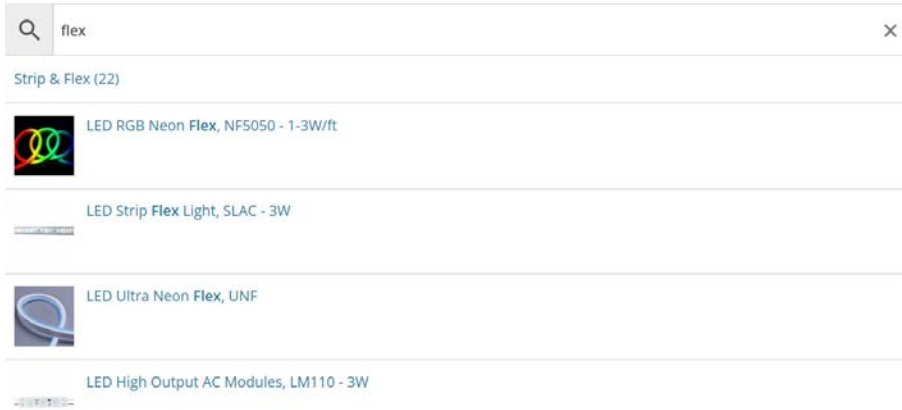 flex
Strip & Flex (22)
LED RGB Neon Flex, NF5050 - 1-3W/ft
LED Strip Flex Light, SLAC - 3W
LED Ultra Neon Flex, UNF
LED High Output AC Modules, LM110 - 3W